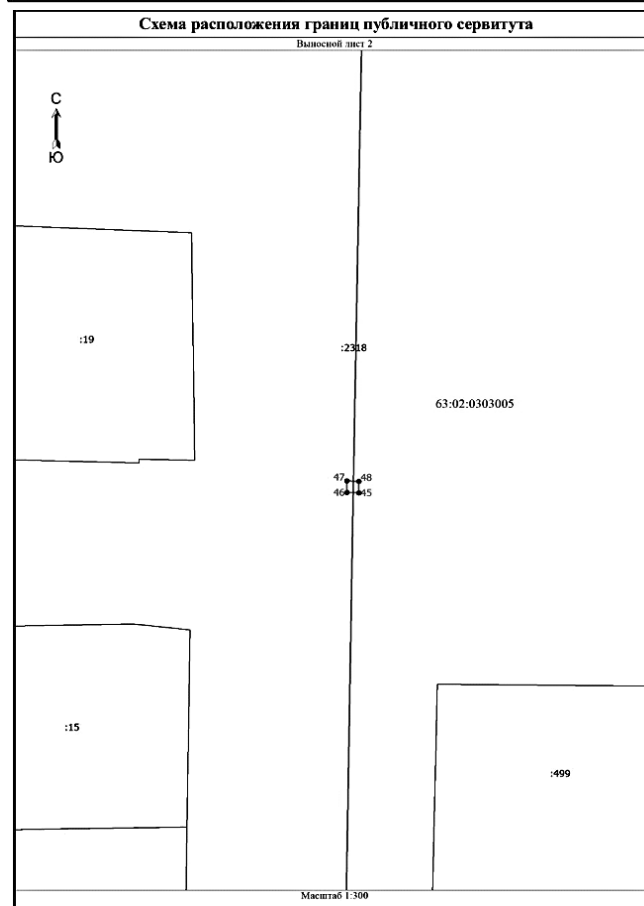 Схема расположения границ публичного сервитута
Выносной лист 2
С
Ю
:19
:2318
63:02:0303005
47 48
46 45
:15
:499
Масштаб 1:300